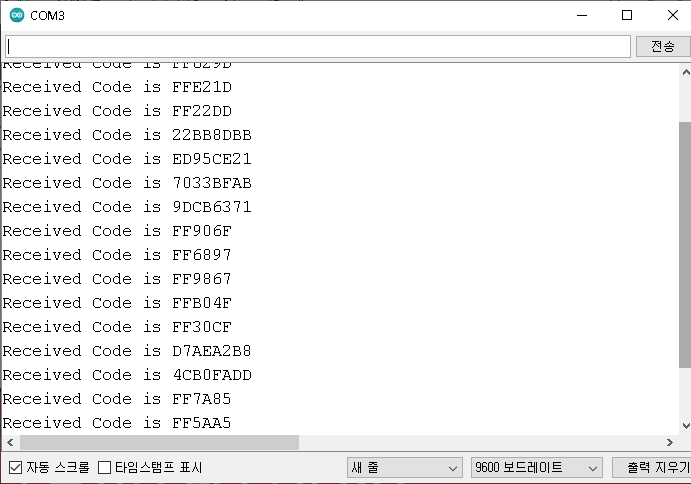 COM3
전송
Received Code is FF629D
Received Code is FFE21D
Received Code is FF22DD
Received Code is 22BB8DBB
Received Code is ED95CE21
Received Code is 7033BFAB
Received Code is 9DCB6371
Received Code is FF906F
Received Code is FF6897
Received Code is FF9867
Received Code is FFB04F
Received Code is FF30CF
Received Code is D7AEA2B8
Received Code is 4CB0FADD
Received Code is FF7A85
Received Code is FF5AA5
자동 스크롤 타임스탬프 표시 새 줄 9600 보드레이트 출력 지우기